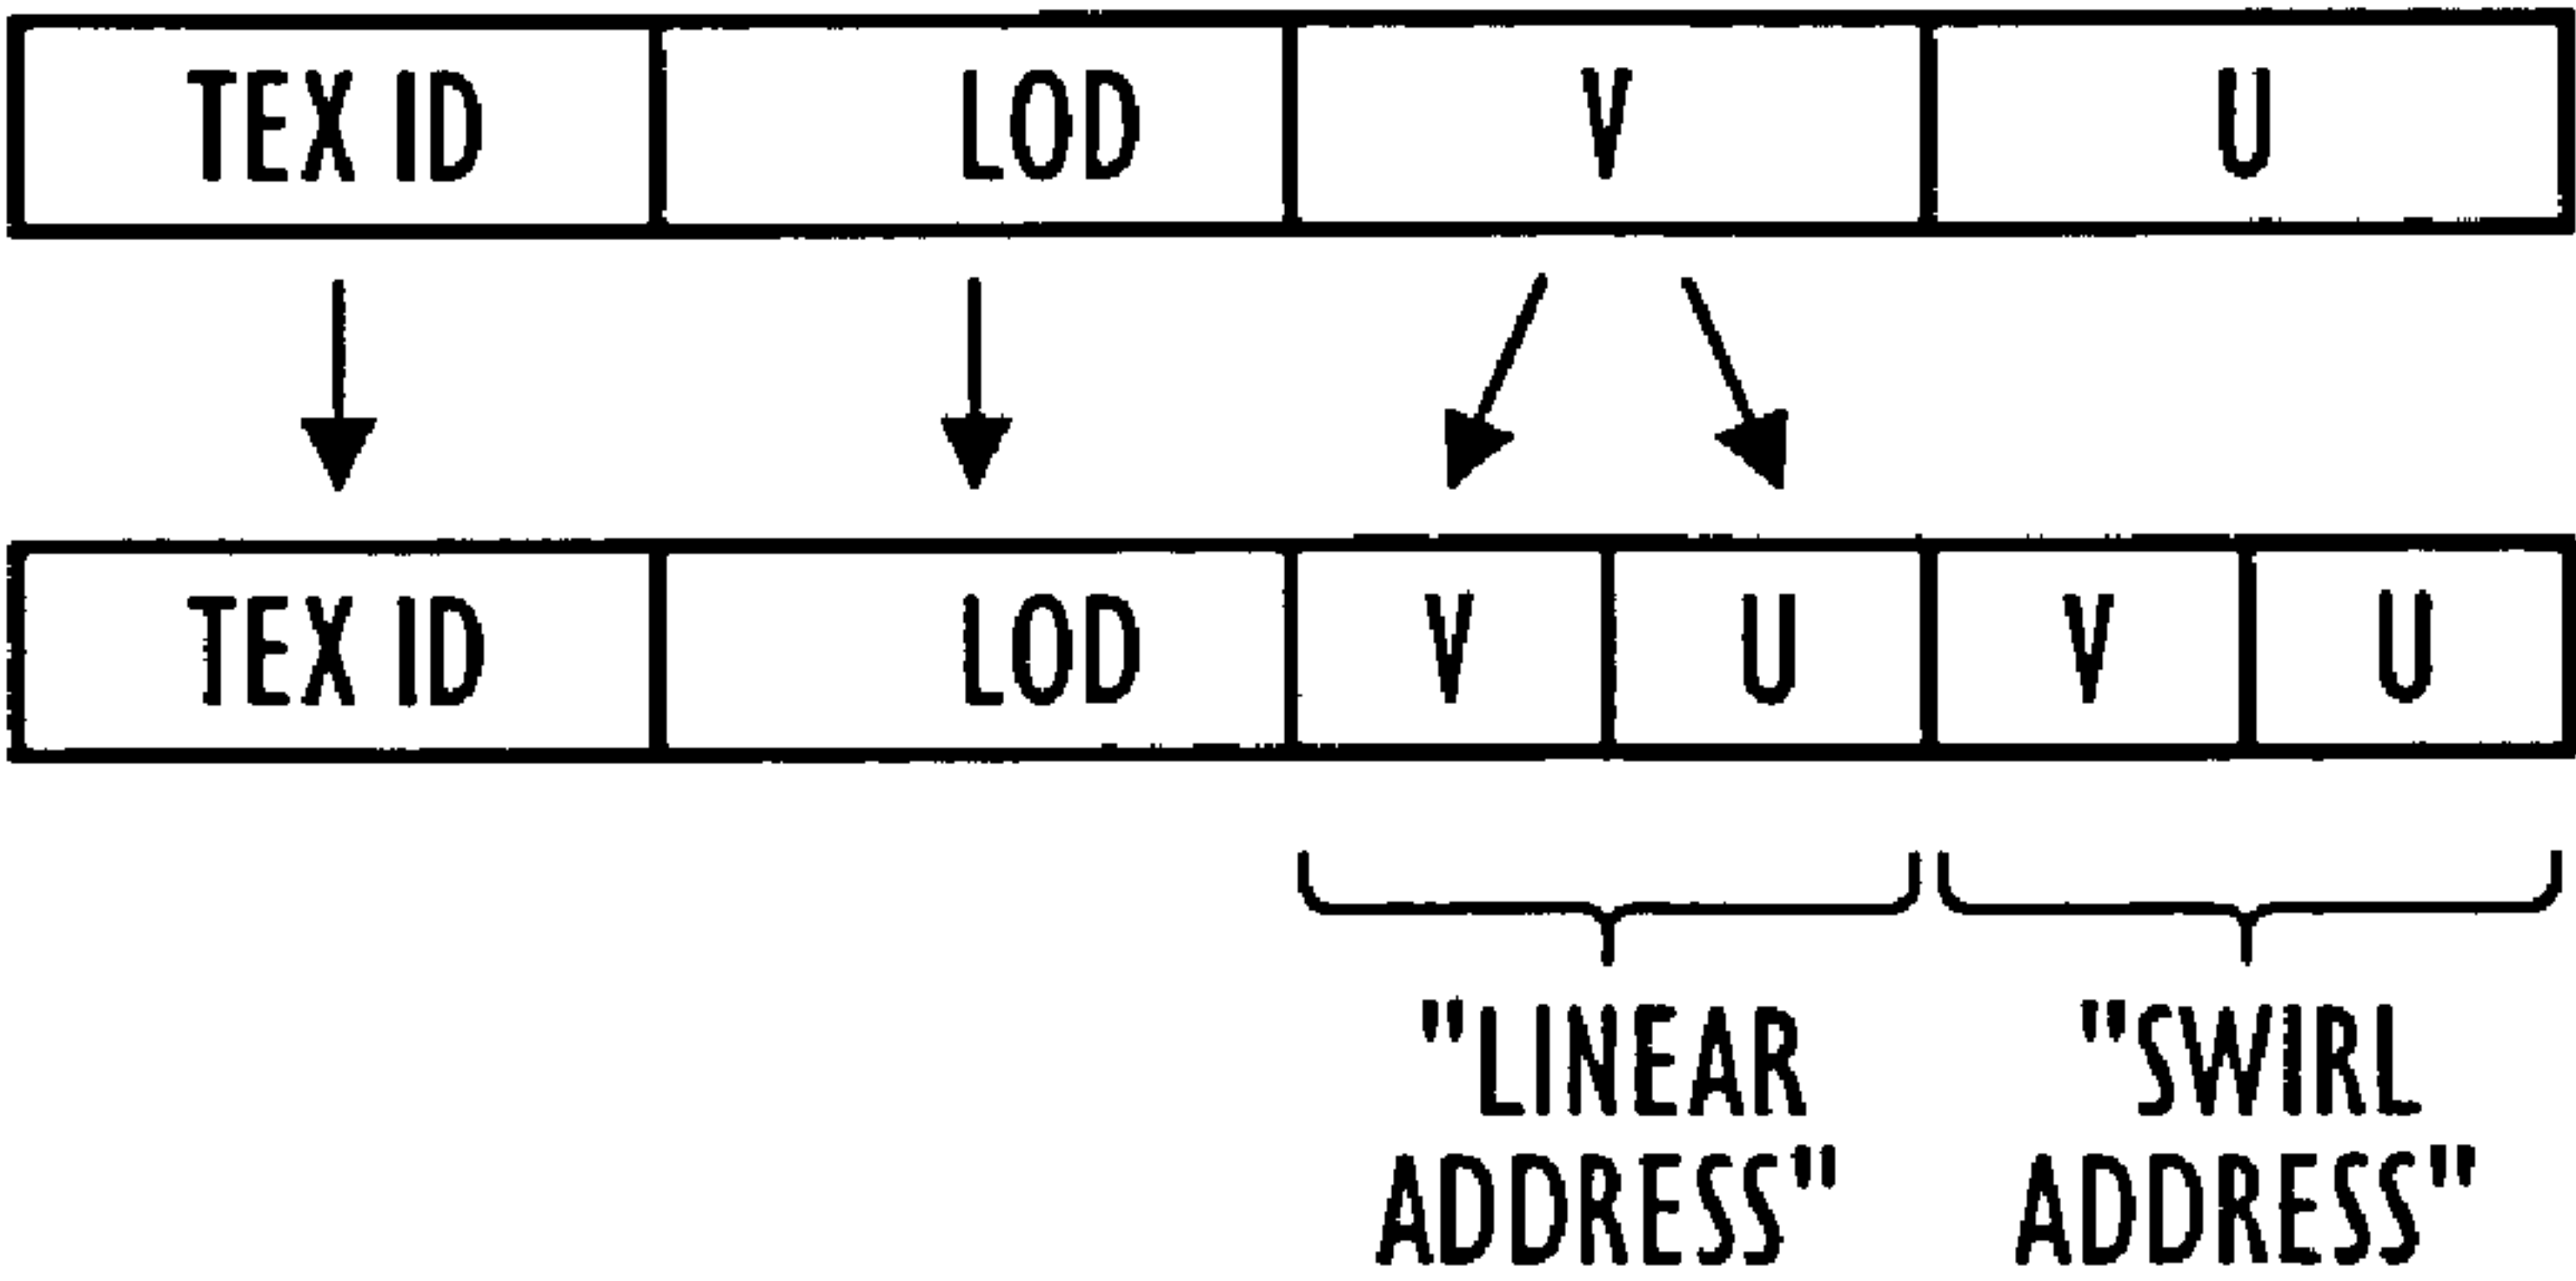 TEX ID LOD V U
TEX ID LOD V U V U
"LINEAR ADDRESS"
"SWIRL ADDRESS"